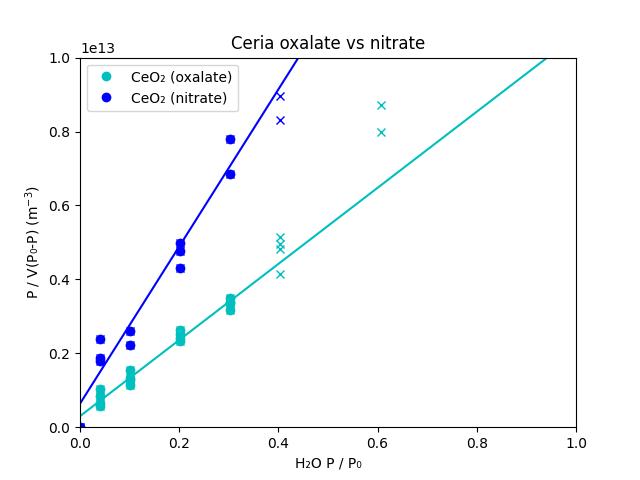 Ceria oxalate vs nitrate
1e13
CeO₂ (oxalate)
CeO₂ (nitrate)
P / V(P₀-P) (m⁻³)
1.0
0.8
0.6
0.4
0.2
0.0
0.0 0.2 0.4 0.6 0.8 1.0
H₂O P / P₀